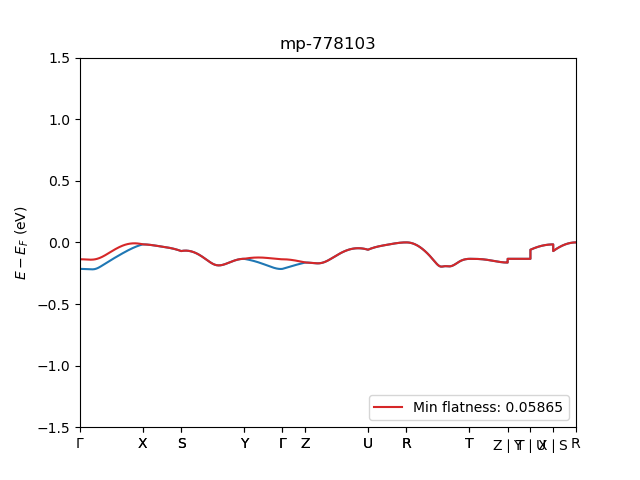 mp-778103
1.5
1.0
0.5
0.0
−0.5
−1.0
−1.5
E − E_F (eV)
Min flatness: 0.05865
Γ X S Y Γ Z U R T Z | Y T | U X | S R